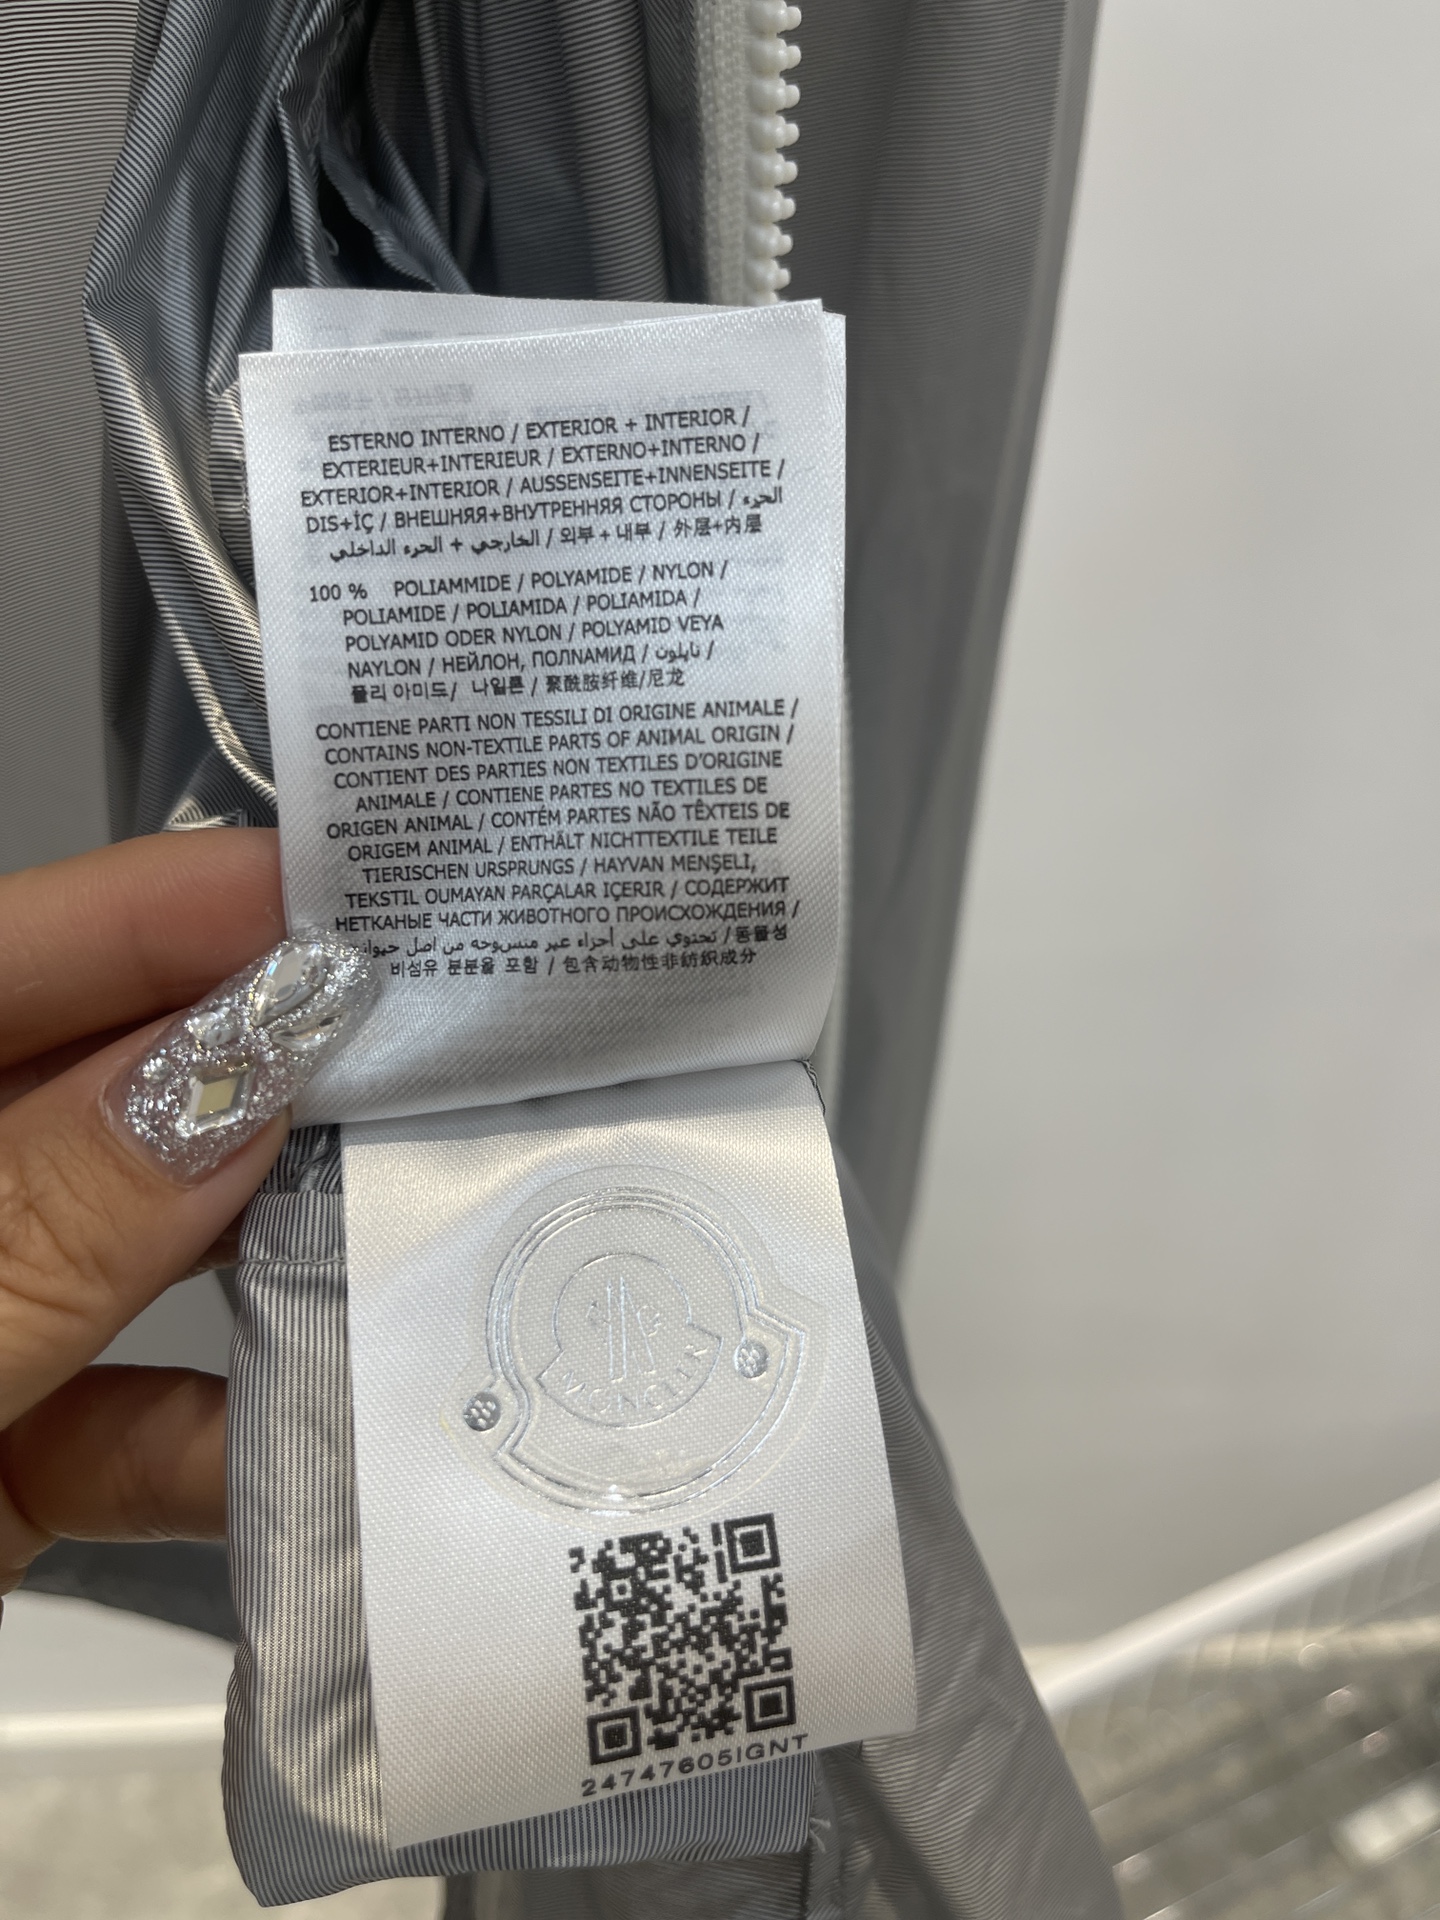 ESTERNO INTERNO / EXTERIOR + INTERIOR /
EXTERIEUR+INTERIEUR / EXTERNO+INTERNO /
EXTERIOR+INTERIOR / AUSSENSEITE+INNENSEITE /
DIS+İÇ / ВНЕШНЯЯ+ВНУТРЕННЯЯ СТОРОНЫ / الجزء
الخارجي + الجزء الداخلي / 외부 + 내부 / 外层+内层
100 % POLIAMMIDE / POLYAMIDE / NYLON /
POLIAMIDE / POLIAMIDA / POLIAMIDA /
POLYAMID ODER NYLON / POLYAMID VEYA
NAYLON / НЕЙЛОН, ПОЛNАМИД / نايلون /
폴리 아미드/ 나일론 / 聚酰胺纤维/尼龙
CONTIENE PARTI NON TESSILI DI ORIGINE ANIMALE /
CONTAINS NON-TEXTILE PARTS OF ANIMAL ORIGIN /
CONTIENT DES PARTIES NON TEXTILES D'ORIGINE
ANIMALE / CONTIENE PARTES NO TEXTILES DE
ORIGEN ANIMAL / CONTÉM PARTES NÃO TÊXTEIS DE
ORIGEM ANIMAL / ENTHÄLT NICHTTEXTILE TEILE
TIERISCHEN URSPRUNGS / HAYVAN MENŞELI,
TEKSTIL OUMAYAN PARÇALAR IÇERIR / СОДЕРЖИТ
НЕТКАНЫЕ ЧАСТИ ЖИВОТНОГО ПРОИСХОЖДЕНИЯ /
تحتوي على أجزاء غير منسوجة من اصل / 동물성
비섬유 분분을 포함 / 包含动物性非纺织成分
MONCLER
24747605IGNT